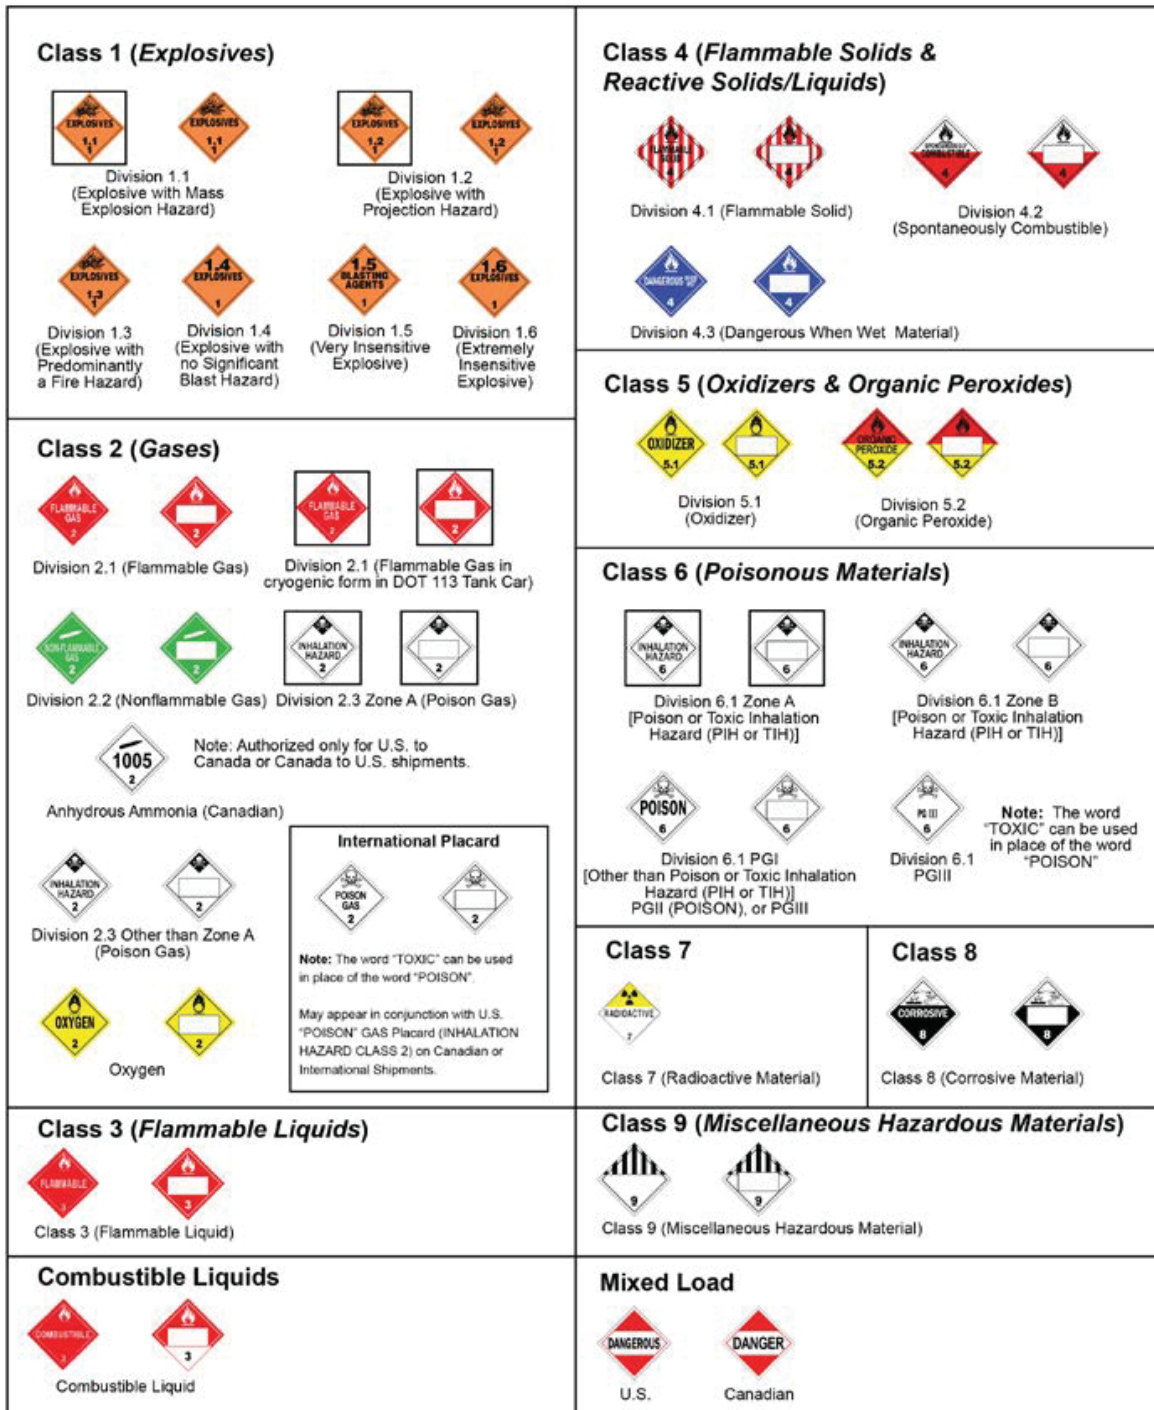 Class 1 (Explosives)
EXPLOSIVES
1.1
1
EXPLOSIVES
1.1
1
Division 1.1
(Explosive with Mass
Explosion Hazard)
EXPLOSIVES
1.2
1
EXPLOSIVES
1.2
1
Division 1.2
(Explosive with
Projection Hazard)
EXPLOSIVES
1.3
1
Division 1.3
(Explosive with
Predominantly
a Fire Hazard)
1.4
EXPLOSIVES
1
Division 1.4
(Explosive with
no Significant
Blast Hazard)
1.5
BLASTING
AGENTS
1
Division 1.5
(Very Insensitive
Explosive)
1.6
EXPLOSIVES
1
Division 1.6
(Extremely
Insensitive
Explosive)
Class 2 (Gases)
FLAMMABLE
GAS
2
2
Division 2.1 (Flammable Gas)
FLAMMABLE
GAS
2
2
Division 2.1 (Flammable Gas in
cryogenic form in DOT 113 Tank Car)
NON-FLAMMABLE
GAS
2
2
Division 2.2 (Nonflammable Gas)
INHALATION
HAZARD
2
2
Division 2.3 Zone A (Poison Gas)
1005
2
Note: Authorized only for U.S. to
Canada or Canada to U.S. shipments.
Anhydrous Ammonia (Canadian)
INHALATION
HAZARD
2
2
Division 2.3 Other than Zone A
(Poison Gas)
OXYGEN
2
2
Oxygen
International Placard
POISON
GAS
2
2
Note: The word “TOXIC” can be used
in place of the word “POISON”.
May appear in conjunction with U.S.
“POISON” GAS Placard (INHALATION
HAZARD CLASS 2) on Canadian or
International Shipments.
Class 3 (Flammable Liquids)
FLAMMABLE
3
3
Class 3 (Flammable Liquid)
Combustible Liquids
COMBUSTIBLE
3
Combustible Liquid
Class 4 (Flammable Solids &
Reactive Solids/Liquids)
FLAMMABLE
SOLID
4
4
Division 4.1 (Flammable Solid)
SPONTANEOUSLY
COMBUSTIBLE
4
4
Division 4.2
(Spontaneously Combustible)
DANGEROUS
4
4
Division 4.3 (Dangerous When Wet Material)
Class 5 (Oxidizers & Organic Peroxides)
OXIDIZER
5.1
5.1
Division 5.1
(Oxidizer)
ORGANIC
PEROXIDE
5.2
5.2
Division 5.2
(Organic Peroxide)
Class 6 (Poisonous Materials)
INHALATION
HAZARD
6
6
Division 6.1 Zone A
[Poison or Toxic Inhalation
Hazard (PIH or TIH)]
INHALATION
HAZARD
6
6
Division 6.1 Zone B
[Poison or Toxic Inhalation
Hazard (PIH or TIH)]
POISON
6
6
Division 6.1 PGI
[Other than Poison or Toxic Inhalation
Hazard (PIH or TIH)]
PGII (POISON), or PGIII
PG III
6
Division 6.1
PGIII
Note: The word
“TOXIC” can be used
in place of the word
“POISON”
Class 7
RADIOACTIVE
7
Class 7 (Radioactive Material)
Class 8
CORROSIVE
8
8
Class 8 (Corrosive Material)
Class 9 (Miscellaneous Hazardous Materials)
9
9
Class 9 (Miscellaneous Hazardous Material)
Mixed Load
DANGEROUS
U.S.
DANGER
Canadian